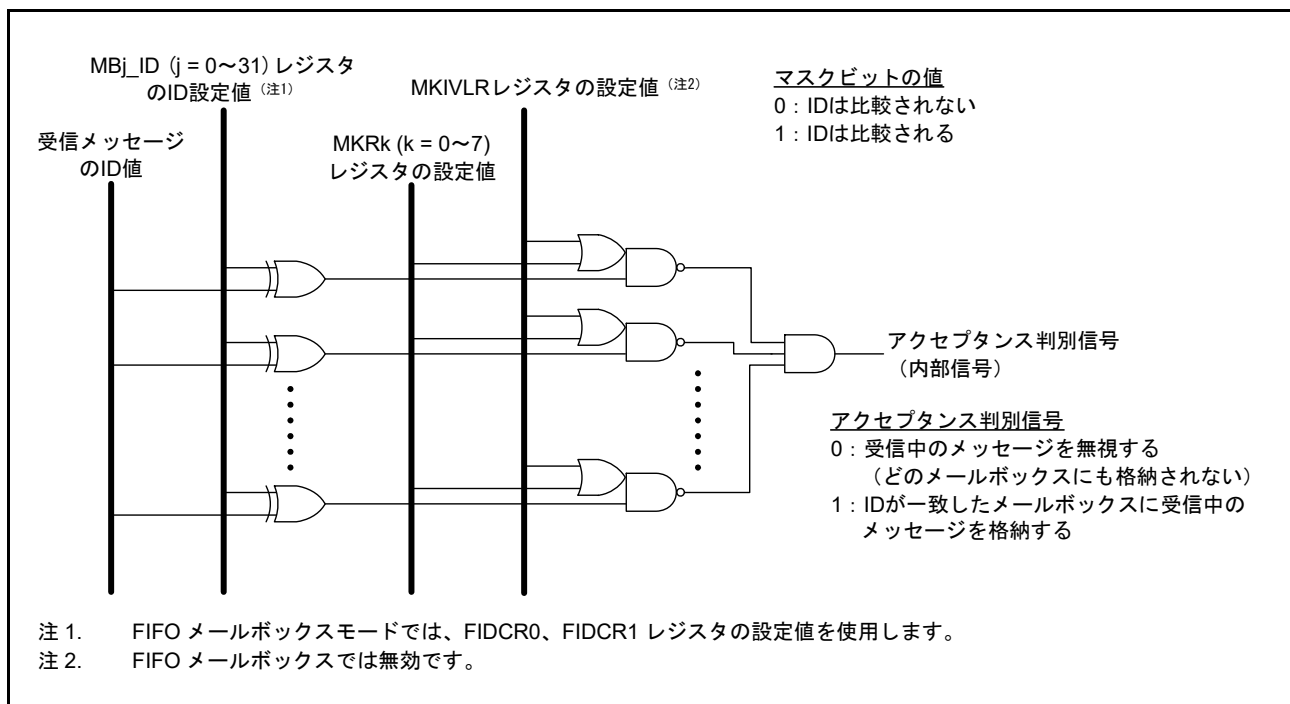 MBj_ID (j = 0~31) レジスタ
のID設定値（注1）
MKIVLRレジスタの設定値（注2）
マスクビットの値
0：IDは比較されない
1：IDは比較される
受信メッセージ
のID値
MKRk (k = 0~7)
レジスタの設定値
アクセプタンス判別信号
（内部信号）
アクセプタンス判別信号
0：受信中のメッセージを無視する
（どのメールボックスにも格納されない）
1：IDが一致したメールボックスに受信中の
メッセージを格納する
注 1. FIFO メールボックスモードでは、FIDCR0、FIDCR1 レジスタの設定値を使用します。
注 2. FIFO メールボックスでは無効です。